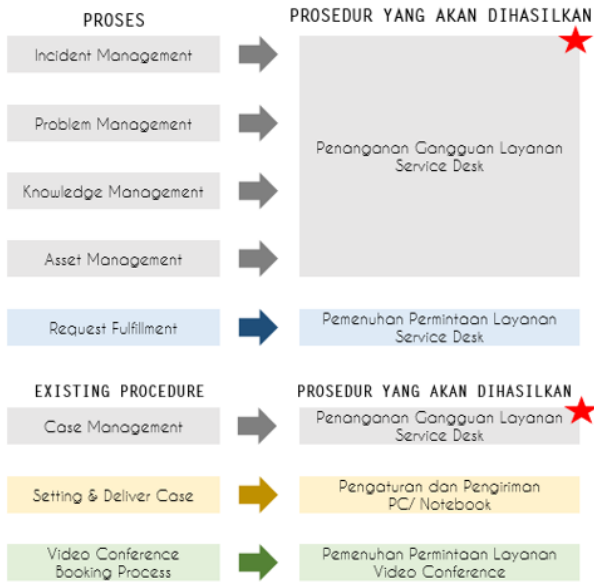 PROSES
PROSEDUR YANG AKAN DIHASILKAN
Incident Management
Problem Management
Knowledge Management
Asset Management
Penanganan Gangguan Layanan
Service Desk
Request Fulfillment
Pemenuhan Permintaan Layanan
Service Desk
EXISTING PROCEDURE
PROSEDUR YANG AKAN DIHASILKAN
Case Management
Penanganan Gangguan Layanan
Service Desk
Setting & Deliver Case
Pengaturan dan Pengiriman
PC/ Notebook
Video Conference
Booking Process
Pemenuhan Permintaan Layanan
Video Conference